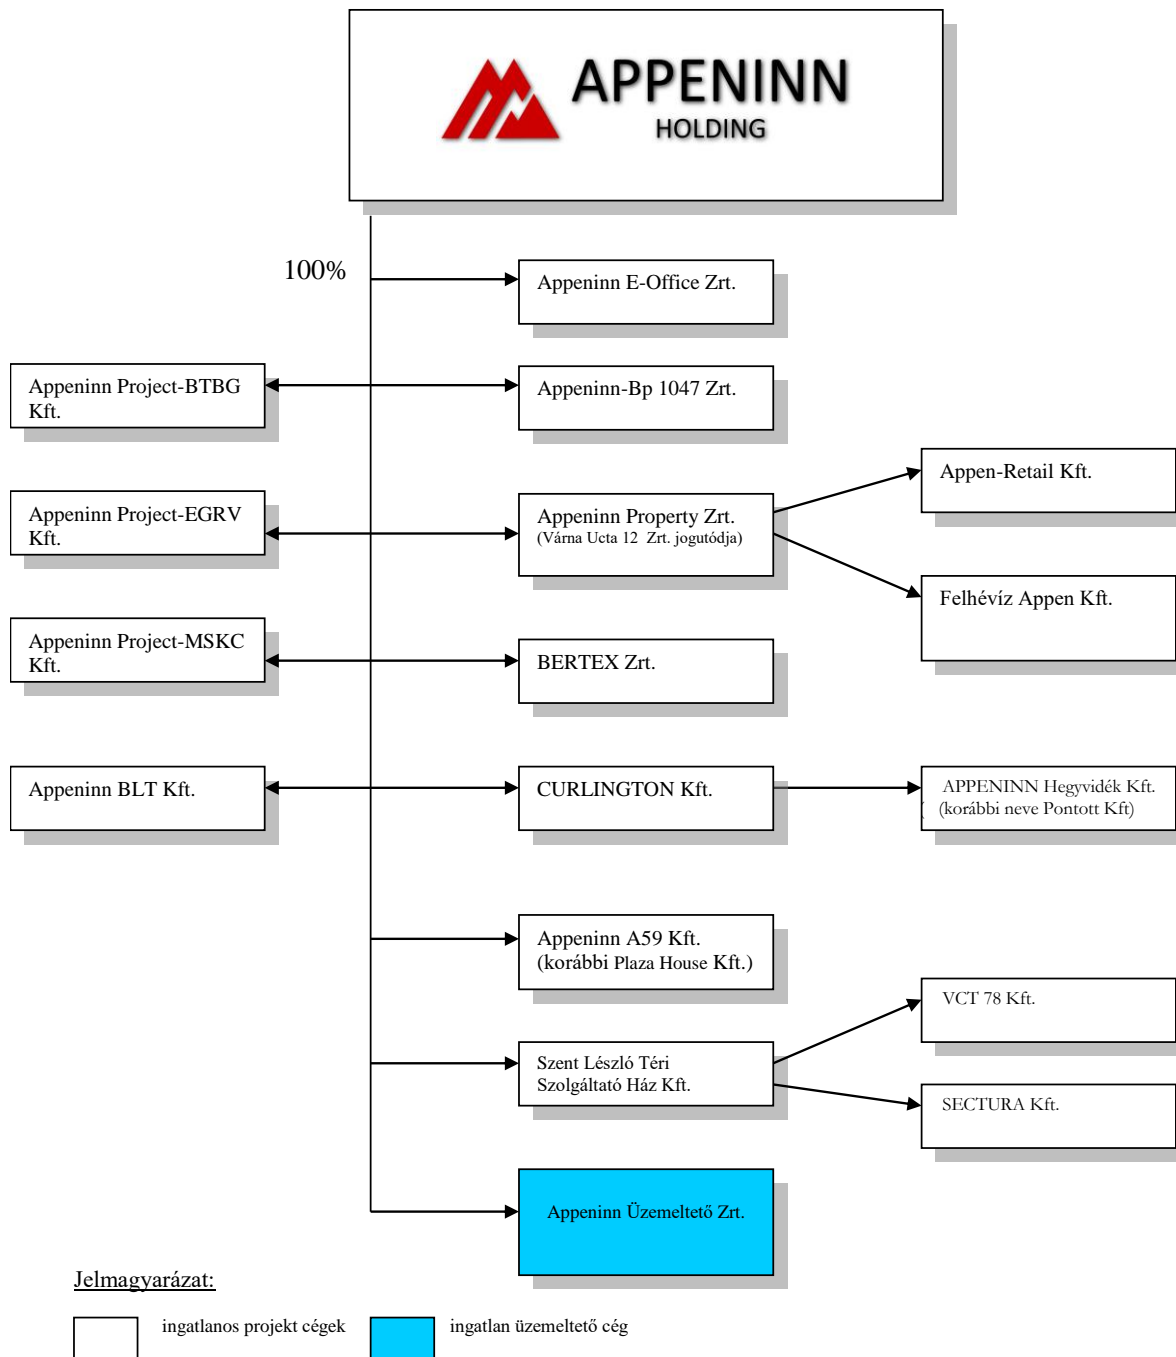 APPENINN
HOLDING
100%
Appeninn E-Office Zrt.
Appeninn Project-BTBG
Kft.
Appeninn-Bp 1047 Zrt.
Appen-Retail Kft.
Appeninn Project-EGRV
Kft.
Appeninn Property Zrt.
(Várna Ucta 12 Zrt. jogutódja)
Felhévíz Appen Kft.
Appeninn Project-MSKC
Kft.
BERTEX Zrt.
Appeninn BLT Kft.
CURLINGTON Kft.
APPENINN Hegyvidék Kft.
( (korábbi neve Pontott Kft)
Appeninn A59 Kft.
(korábbi Plaza House Kft.)
VCT 78 Kft.
Szent Lészló Téri
Szolgáltató Ház Kft.
SECTURA Kft.
Appeninn Üzemeltető Zrt.
Jelmagyarázat:
ingatlanos projekt cégek
ingatlan üzemeltető cég